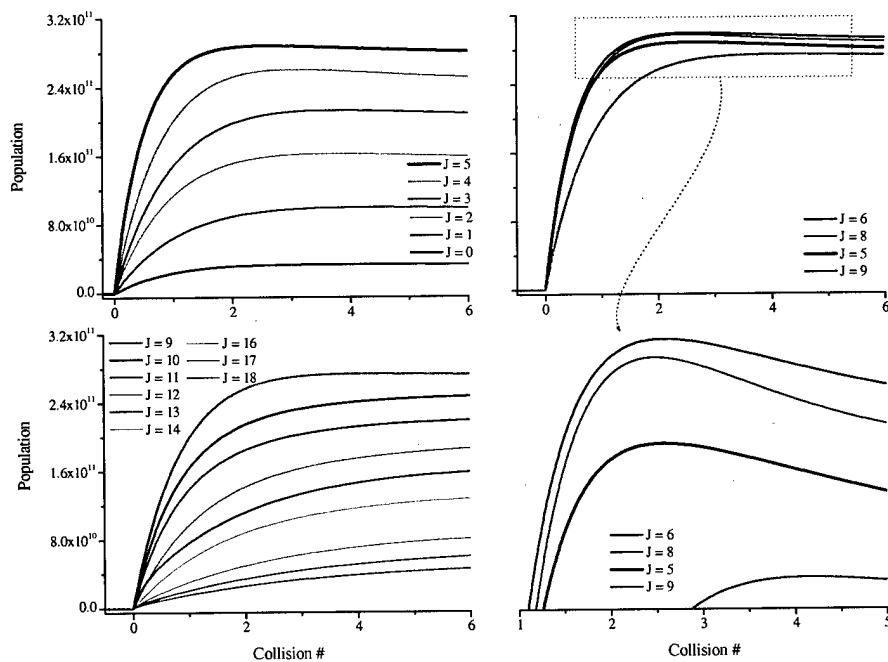 3.2x10¹¹
2.4x10¹¹
1.6x10¹¹
8.0x10¹⁰
0.0
Population
J = 5
J = 4
J = 3
J = 2
J = 1
J = 0
0 2 4 6
J = 6
J = 8
J = 5
J = 9
0 2 4 6
3.2x10¹¹
2.4x10¹¹
1.6x10¹¹
8.0x10¹⁰
0.0
Population
J = 9
J = 10
J = 11
J = 12
J = 13
J = 14
J = 16
J = 17
J = 18
0 2 4 6
Collision #
J = 6
J = 8
J = 5
J = 9
1 2 3 4 5
Collision #